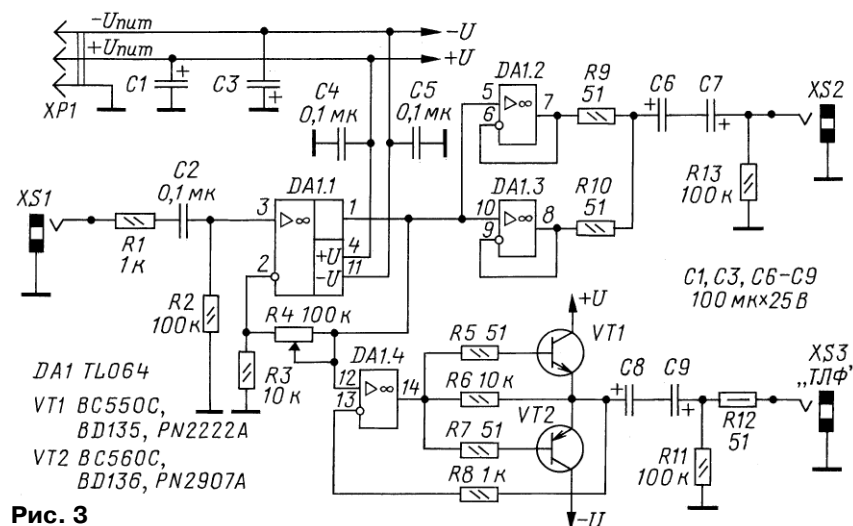 -Uпит
-U
+Uпит
+U
XP1
C1
+
C3
+
C4
0,1 мк
C5
0,1 мк
DA1.2
5
6
▷∞
7
R9
51
C6
+
C7
+
XS2
R13
100 к
XS1
R1
1 к
C2
0,1 мк
R2
100 к
DA1.1
3
2
▷∞
1
+U
-U
4
11
DA1.3
10
9
▷∞
8
R10
51
C1, C3, C6–C9
100 мк×25 В
R4 100 к
R3
10 к
DA1.4
12
13
▷∞
14
R5 51
R6 10 к
R7 51
R8 1 к
+U
VT1
VT2
-U
C8
+
C9
+
R11
100 к
R12
51
XS3
„ТЛФ"
DA1 TL064
VT1 BC550C,
BD135, PN2222A
VT2 BC560C,
BD136, PN2907A
Рис. 3